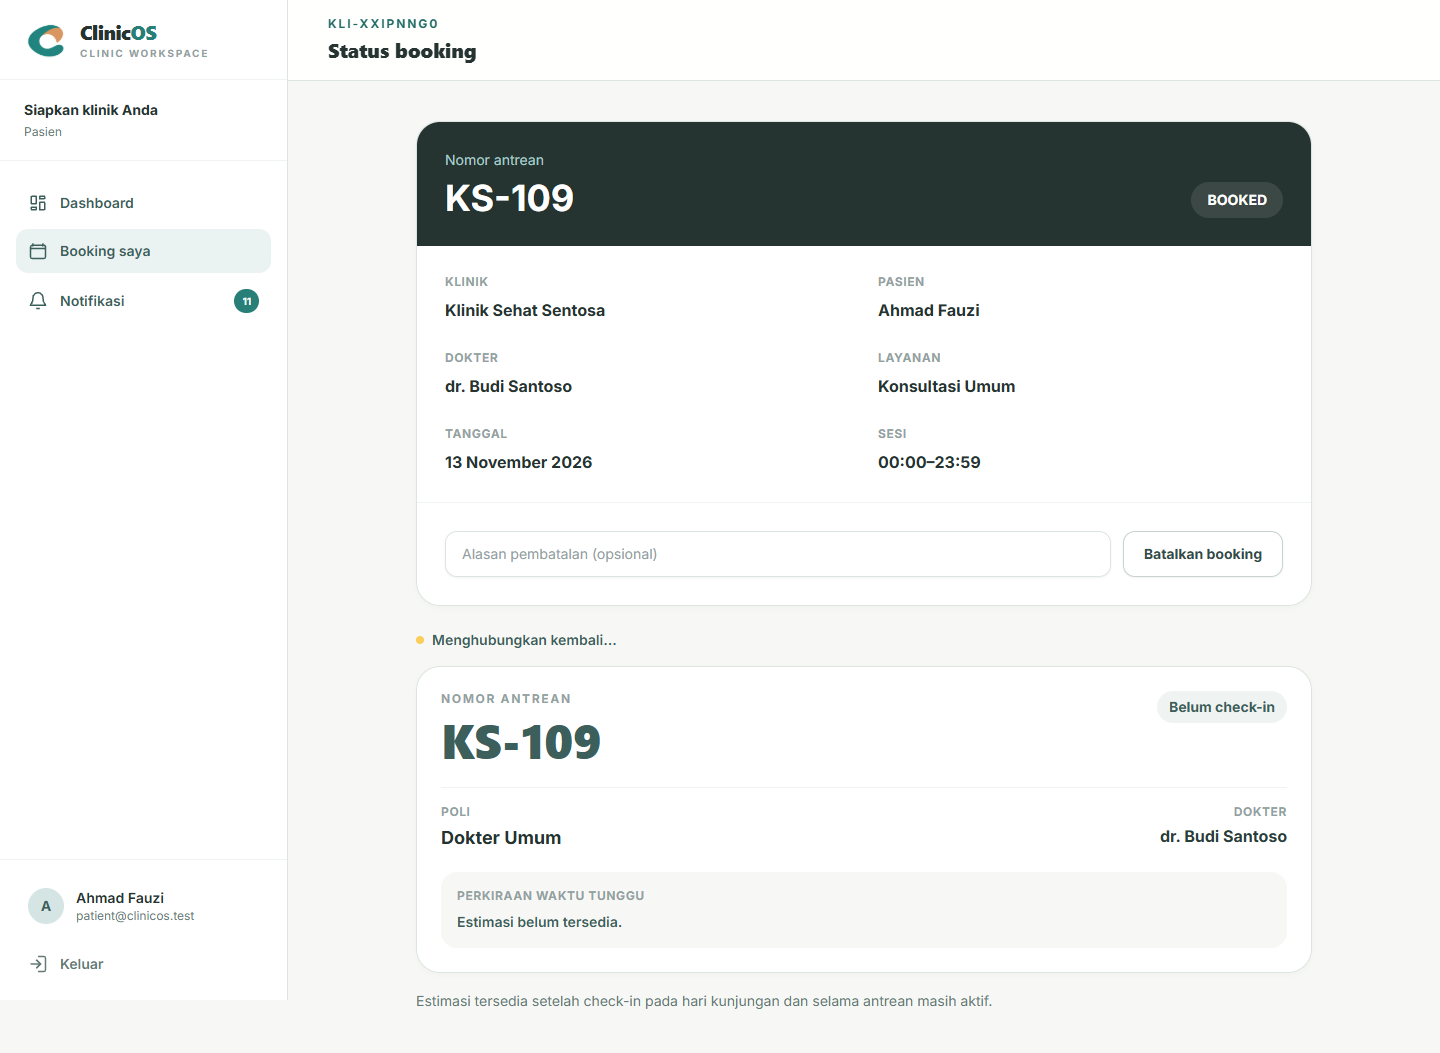 ClinicOS
CLINIC WORKSPACE
Siapkan klinik Anda
Pasien
Dashboard
Booking saya
Notifikasi
11
Ahmad Fauzi
A
patient@clinicos.test
Keluar
KLI-XXIPNNG0
Status booking
Nomor antrean
KS-109
BOOKED
KLINIK
Klinik Sehat Sentosa
PASIEN
Ahmad Fauzi
DOKTER
dr. Budi Santoso
LAYANAN
Konsultasi Umum
TANGGAL
13 November 2026
SESI
00:00–23:59
Alasan pembatalan (opsional)
Batalkan booking
Menghubungkan kembali...
NOMOR ANTREAN
KS-109
Belum check-in
POLI
Dokter Umum
DOKTER
dr. Budi Santoso
PERKIRAAN WAKTU TUNGGU
Estimasi belum tersedia.
Estimasi tersedia setelah check-in pada hari kunjungan dan selama antrean masih aktif.